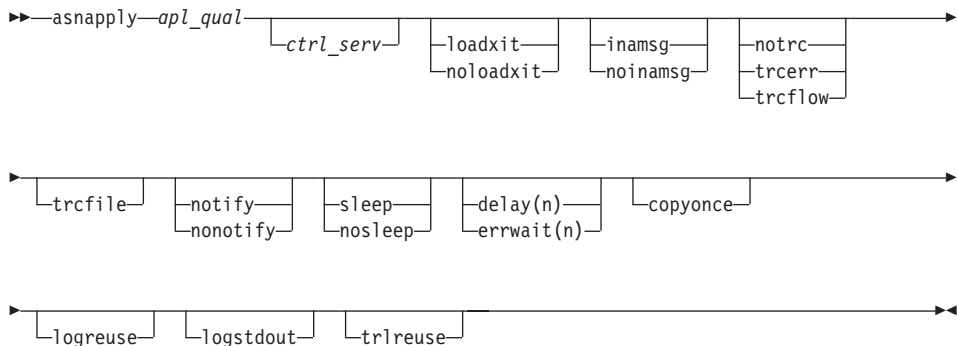 asnapply apl_qual
ctrl_serv
loadxit
noloadxit
inamsg
noinamsg
notrc
trcerr
trcflow
trcfile
notify
nonotify
sleep
nosleep
delay(n)
errwait(n)
copyonce
logreuse
logstdout
trlreuse